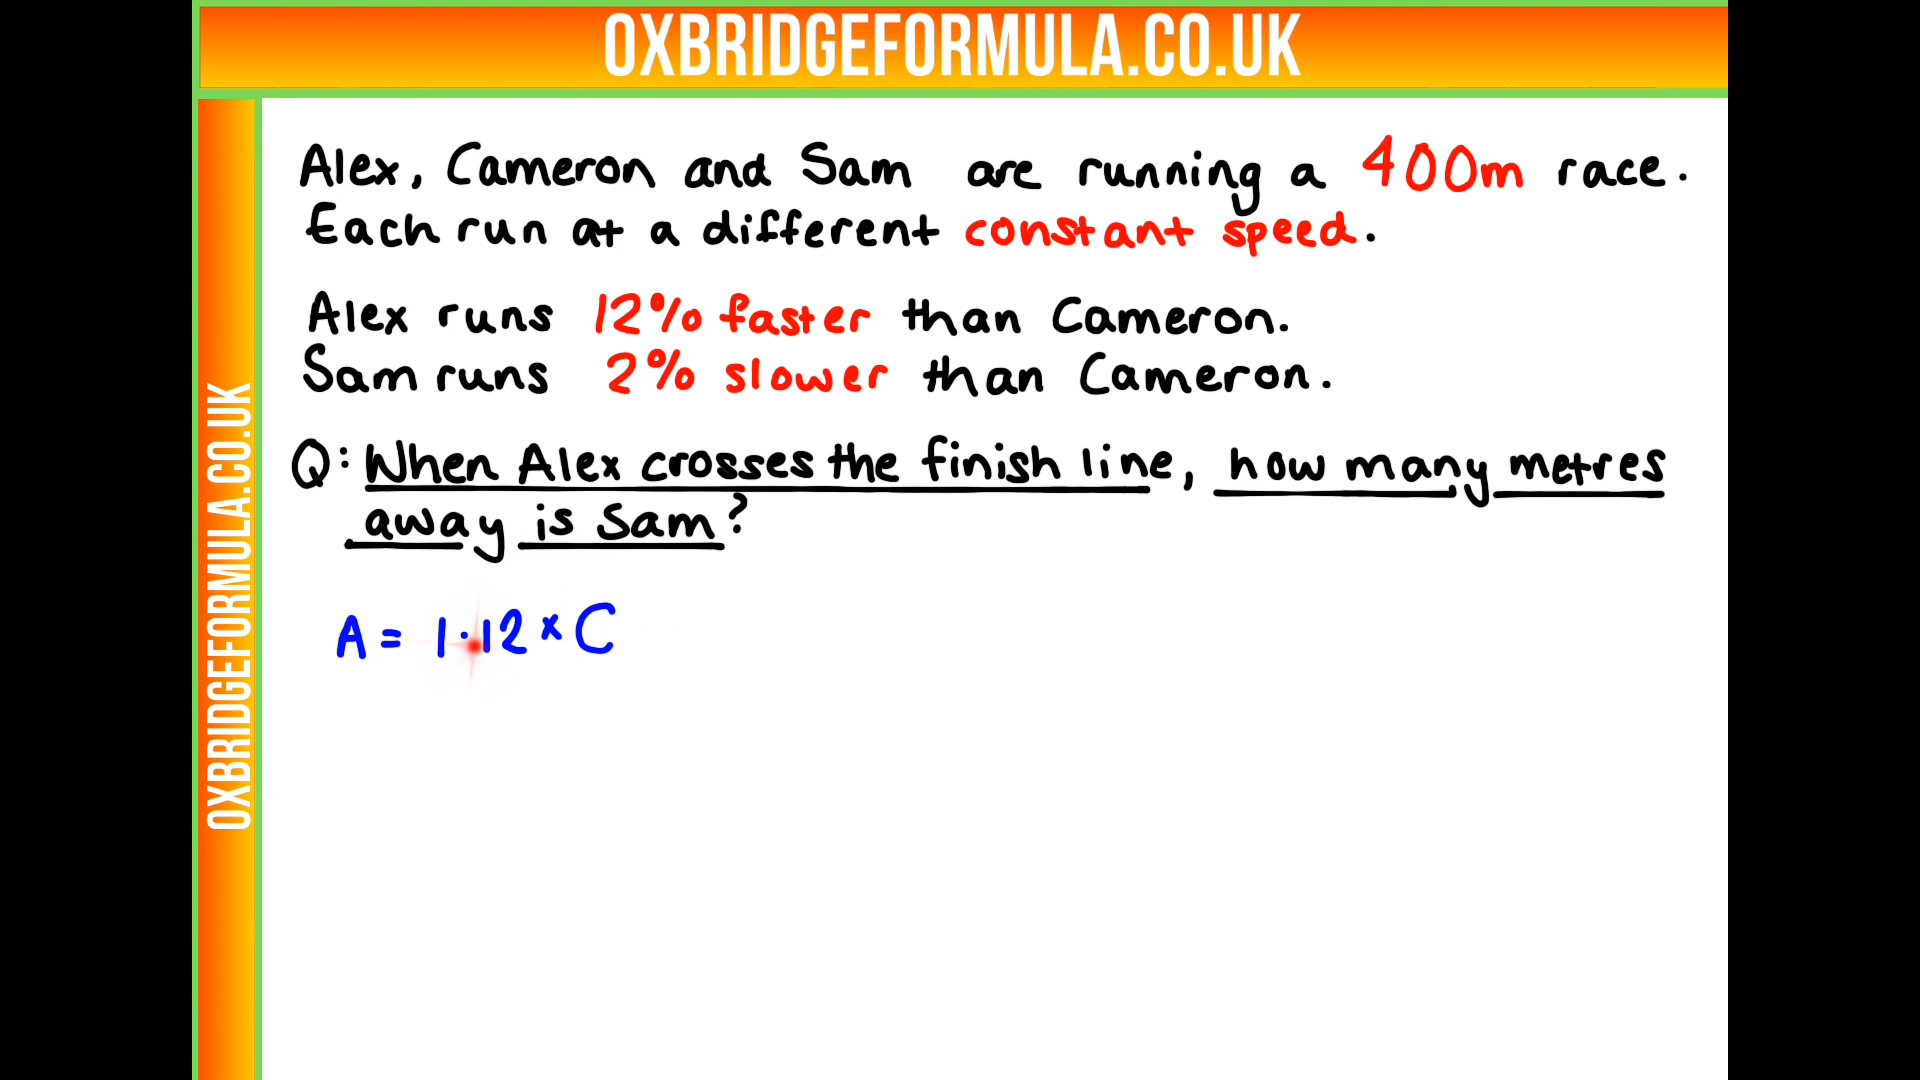 OXBRIDGEFORMULA.CO.UK
OXBRIDGEFORMULA.CO.UK
Alex, Cameron and Sam are running a 400m race.
Each run at a different constant speed.
Alex runs 12% faster than Cameron.
Sam runs 2% slower than Cameron.
Q: When Alex crosses the finish line, how many metres
away is Sam?
A = 1·12 × C